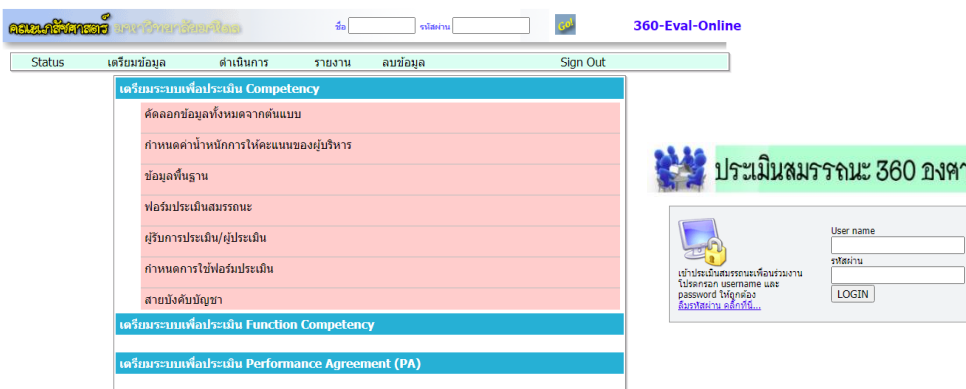 คณะเภสัชศาสตร์ มหาวิทยาลัยมหิดล
ชื่อ รหัสผ่าน Go!
360-Eval-Online
Status เตรียมข้อมูล ดำเนินการ รายงาน ลบข้อมูล Sign Out
เตรียมระบบเพื่อประเมิน Competency
คัดลอกข้อมูลทั้งหมดจากต้นแบบ
กำหนดค่าน้ำหนักการให้คะแนนของผู้บริหาร
ข้อมูลพื้นฐาน
ฟอร์มประเมินสมรรถนะ
ผู้รับการประเมิน/ผู้ประเมิน
กำหนดการใช้ฟอร์มประเมิน
สายบังคับบัญชา
เตรียมระบบเพื่อประเมิน Function Competency
เตรียมระบบเพื่อประเมิน Performance Agreement (PA)
ประเมินสมรรถนะ 360 องศา
User name
รหัสผ่าน
LOGIN
เข้าประเมินสมรรถนะเพื่อนร่วมงาน
โปรดกรอก username และ
password ให้ถูกต้อง
ลืมรหัสผ่าน คลิ๊กที่นี่...